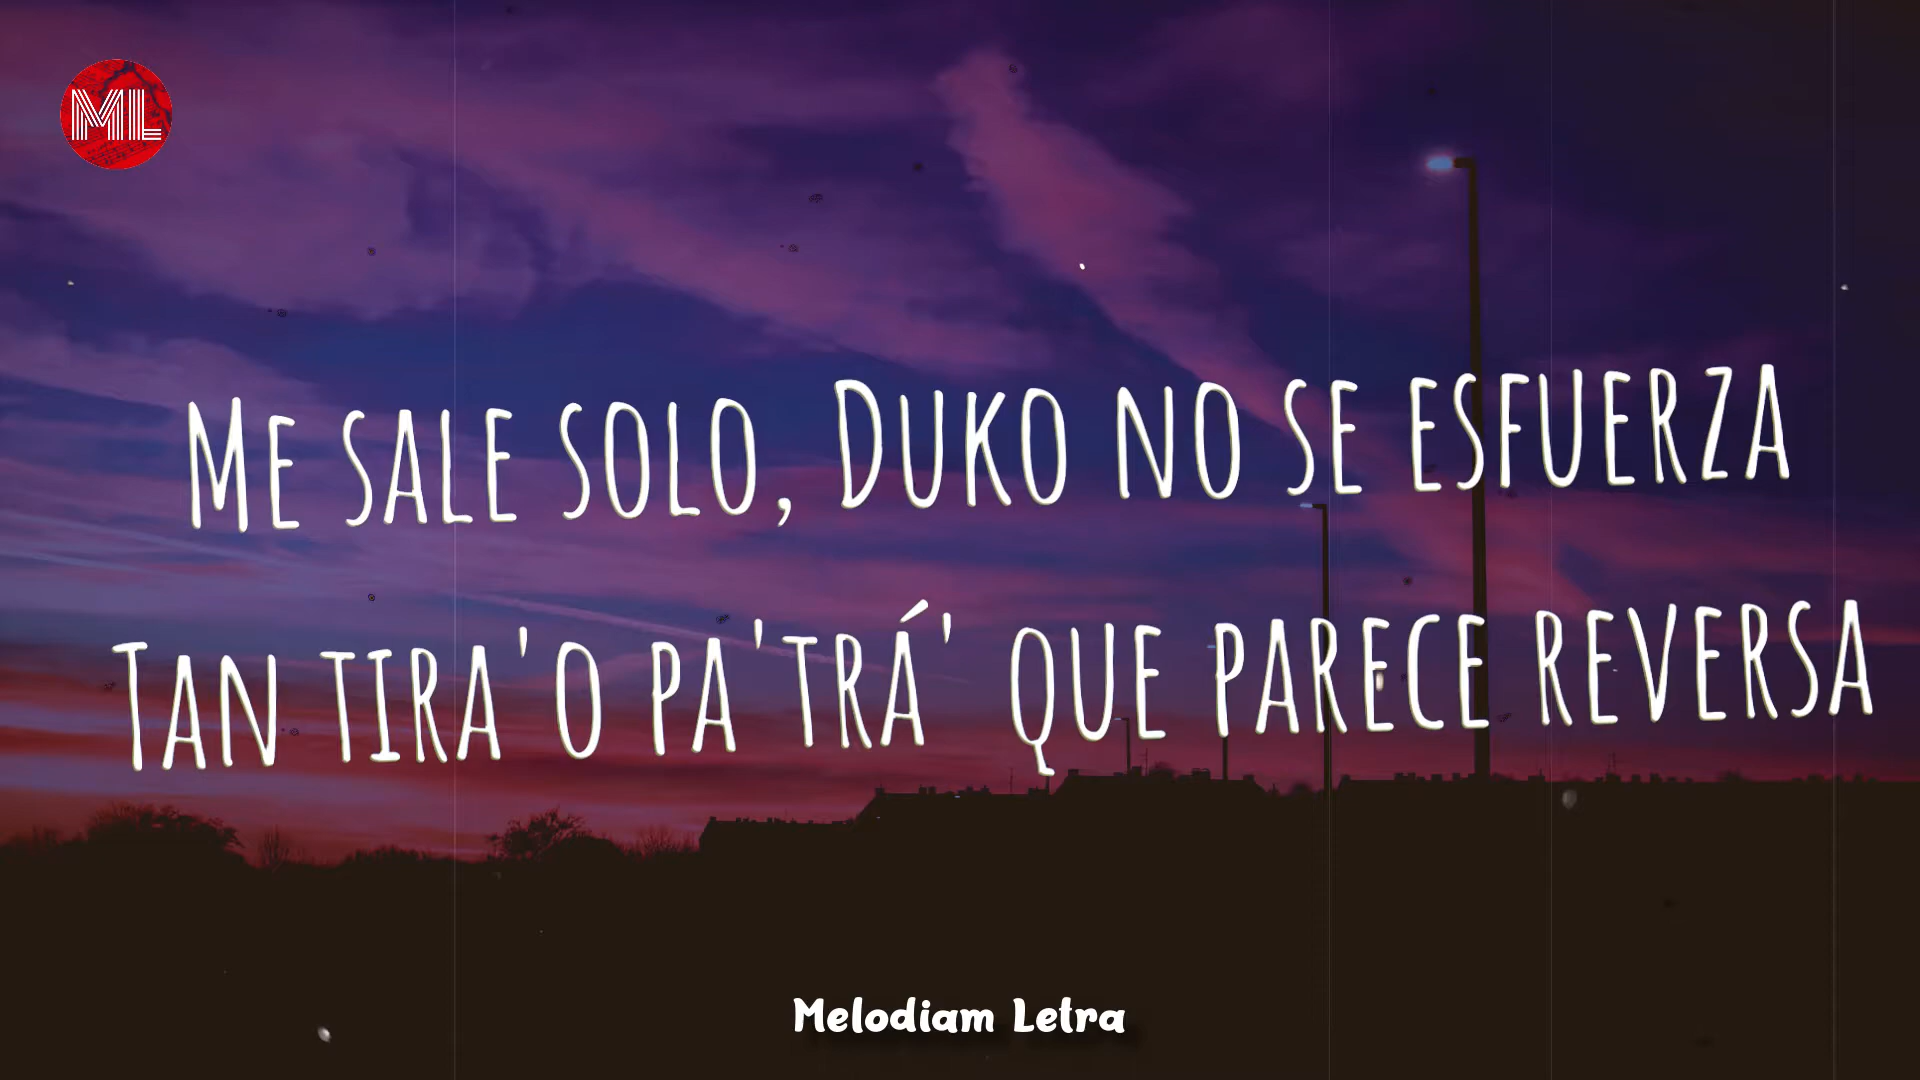 ML
Me sale solo, Duko no se esfuerza
Tan tira'o pa'trá' que parece reversa
Melodiam Letra